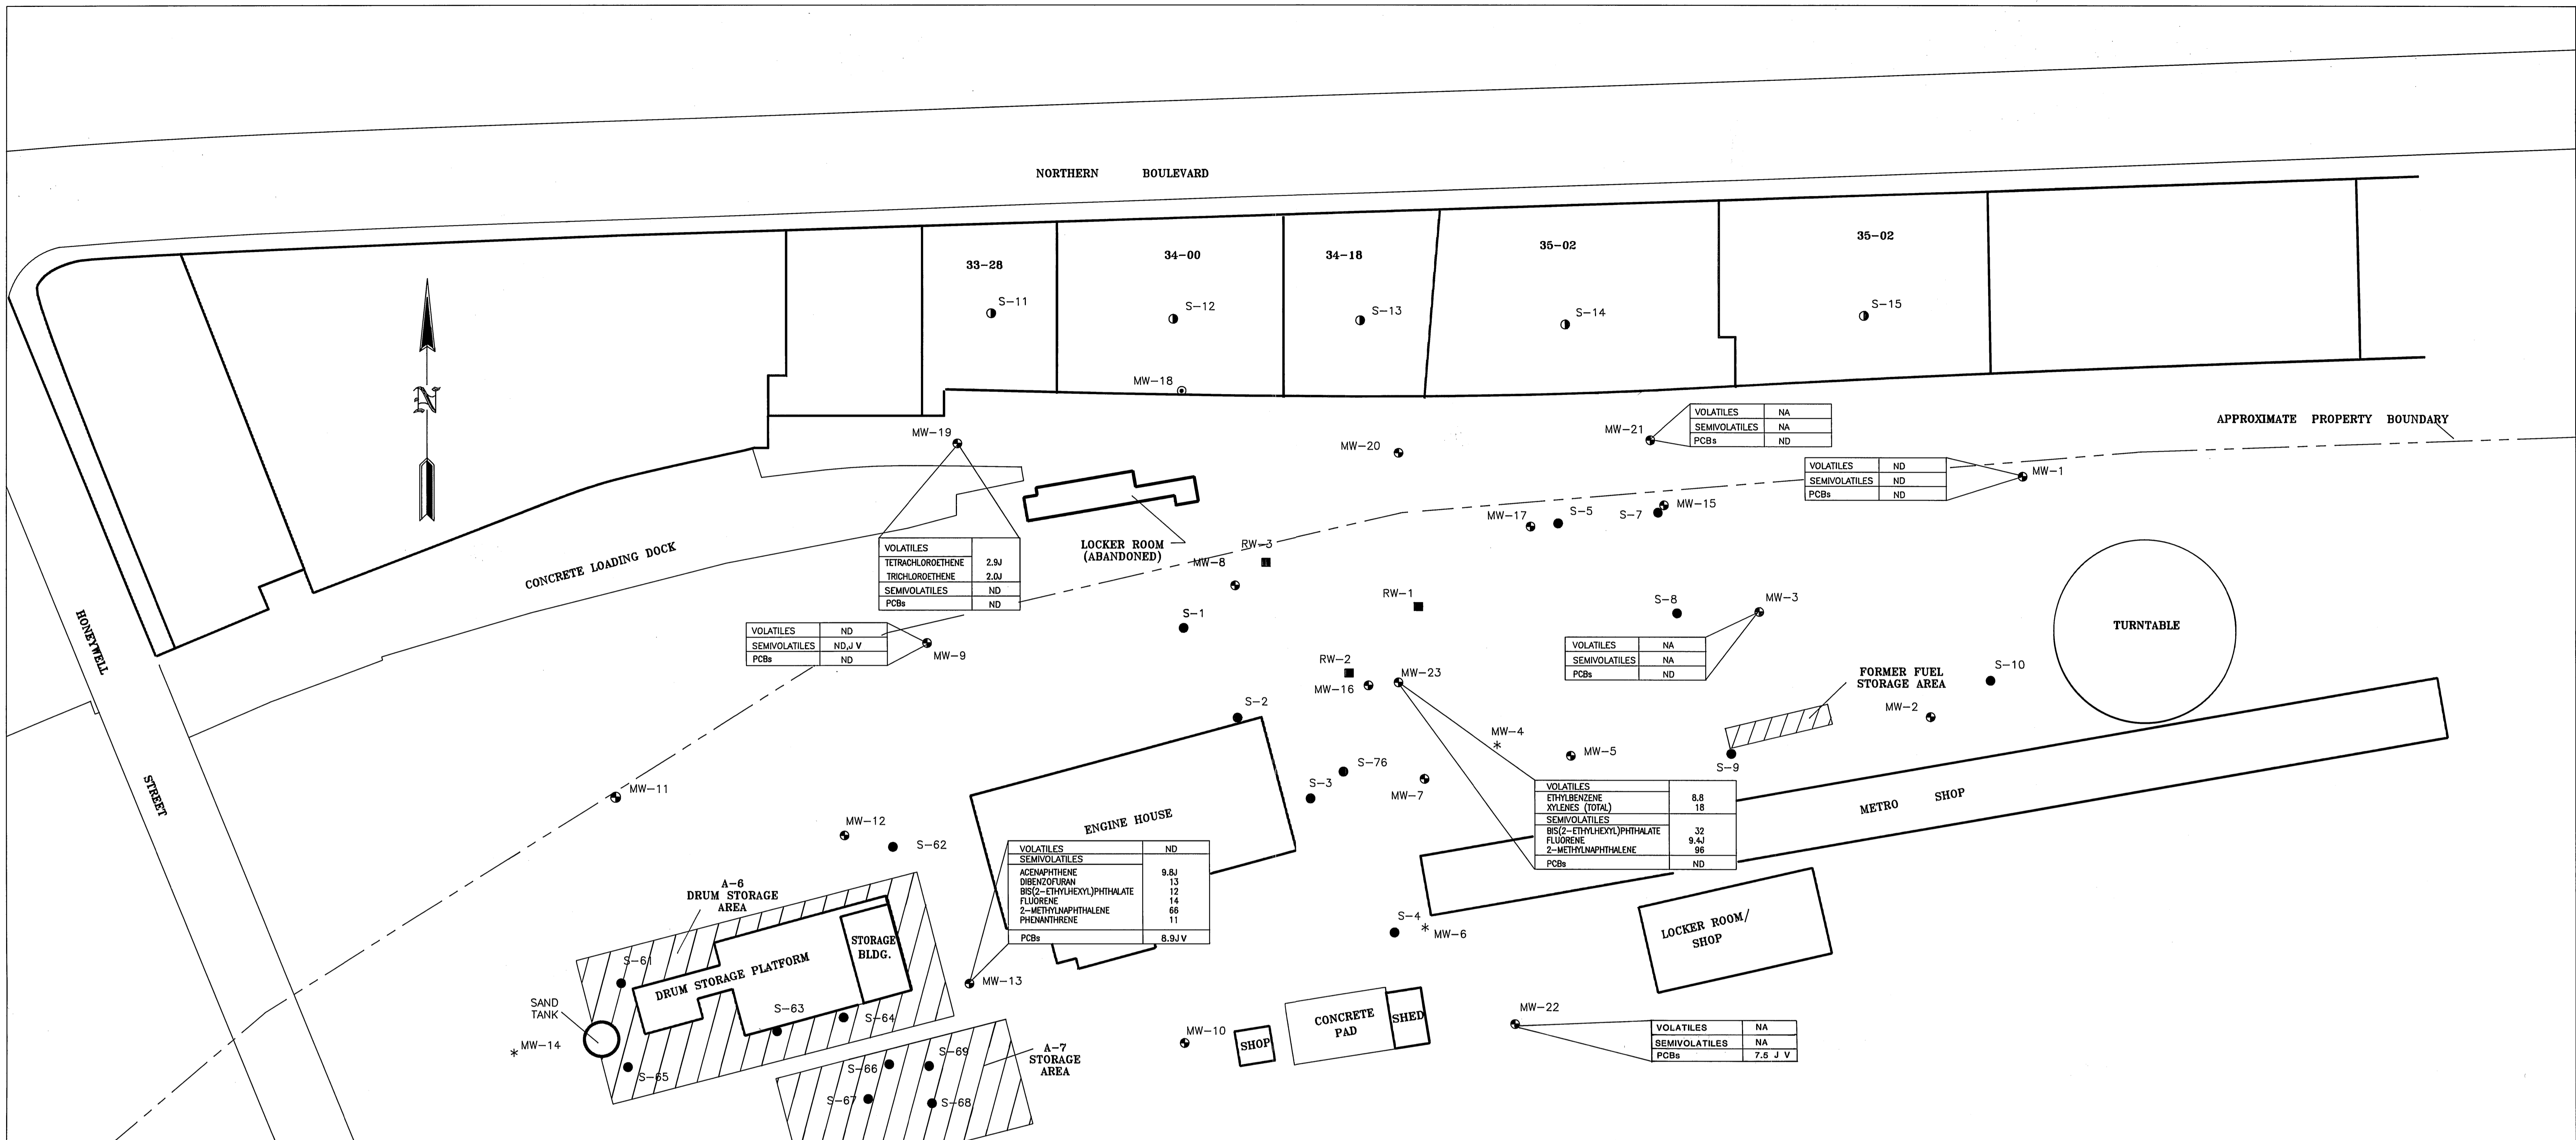 NORTHERN BOULEVARD
33-28
34-00
34-18
35-02
35-02
S-11
S-12
S-13
S-14
S-15
N
MW-18
MW-19
MW-20
MW-21
VOLATILES NA
SEMIVOLATILES NA
PCBs ND
APPROXIMATE PROPERTY BOUNDARY
VOLATILES ND
SEMIVOLATILES ND
PCBs ND
MW-1
MW-17
S-5
S-7
MW-15
CONCRETE LOADING DOCK
VOLATILES
TETRACHLOROETHENE 2.9J
TRICHLOROETHENE 2.0J
SEMIVOLATILES ND
PCBs ND
LOCKER ROOM
(ABANDONED)
RW-3
MW-8
RW-1
S-1
S-8
MW-3
TURNTABLE
HONEYWELL
STREET
VOLATILES ND
SEMIVOLATILES ND,J V
PCBs ND
MW-9
RW-2
MW-16
MW-23
VOLATILES NA
SEMIVOLATILES NA
PCBs ND
FORMER FUEL
STORAGE AREA
S-10
MW-2
S-2
MW-4
*
MW-5
S-9
S-76
S-3
MW-7
MW-11
MW-12
S-62
ENGINE HOUSE
VOLATILES
ETHYLBENZENE 8.8
XYLENES (TOTAL) 18
SEMIVOLATILES
BIS(2-ETHYLHEXYL)PHTHALATE 32
FLUORENE 9.4J
2-METHYLNAPHTHALENE 96
PCBs ND
METRO SHOP
VOLATILES ND
SEMIVOLATILES
ACENAPHTHENE 9.8J
DIBENZOFURAN 13
BIS(2-ETHYLHEXYL)PHTHALATE 12
FLUORENE 14
2-METHYLNAPHTHALENE 66
PHENANTHRENE 11
PCBs 8.9J V
A-6
DRUM STORAGE
AREA
STORAGE
BLDG.
DRUM STORAGE PLATFORM
S-4
* MW-6
LOCKER ROOM/
SHOP
S-61
MW-13
SAND
TANK
S-63
S-64
* MW-14
S-65
MW-10
SHOP
CONCRETE
PAD
SHED
MW-22
VOLATILES NA
SEMIVOLATILES NA
PCBs 7.5 J V
A-7
STORAGE
AREA
S-69
S-66
S-67
S-68